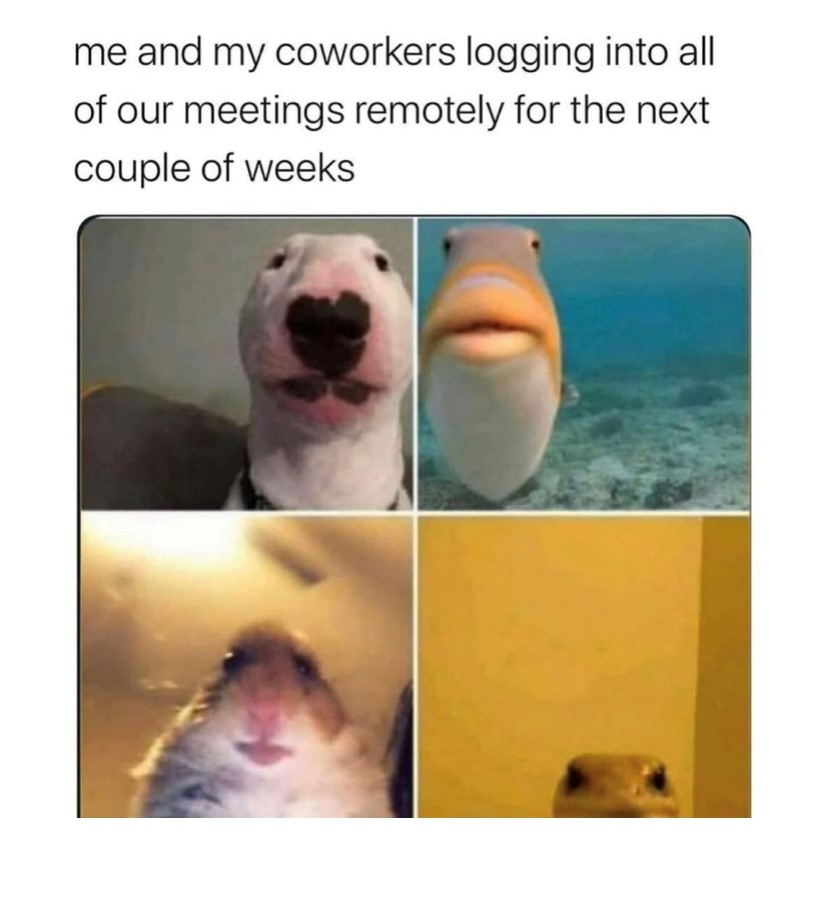 me and my coworkers logging into all
of our meetings remotely for the next
couple of weeks